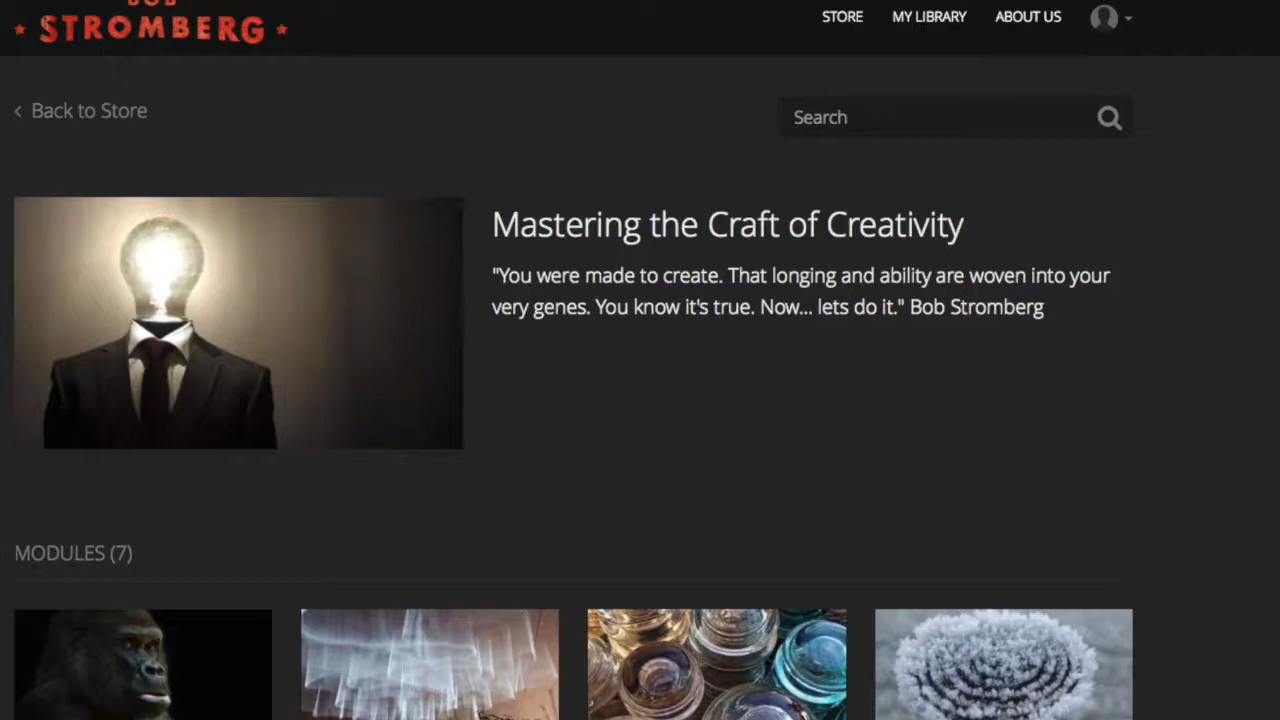 BOB
STROMBERG
STORE MY LIBRARY ABOUT US
Back to Store
Search
Mastering the Craft of Creativity
"You were made to create. That longing and ability are woven into your
very genes. You know it's true. Now... lets do it." Bob Stromberg
MODULES (7)